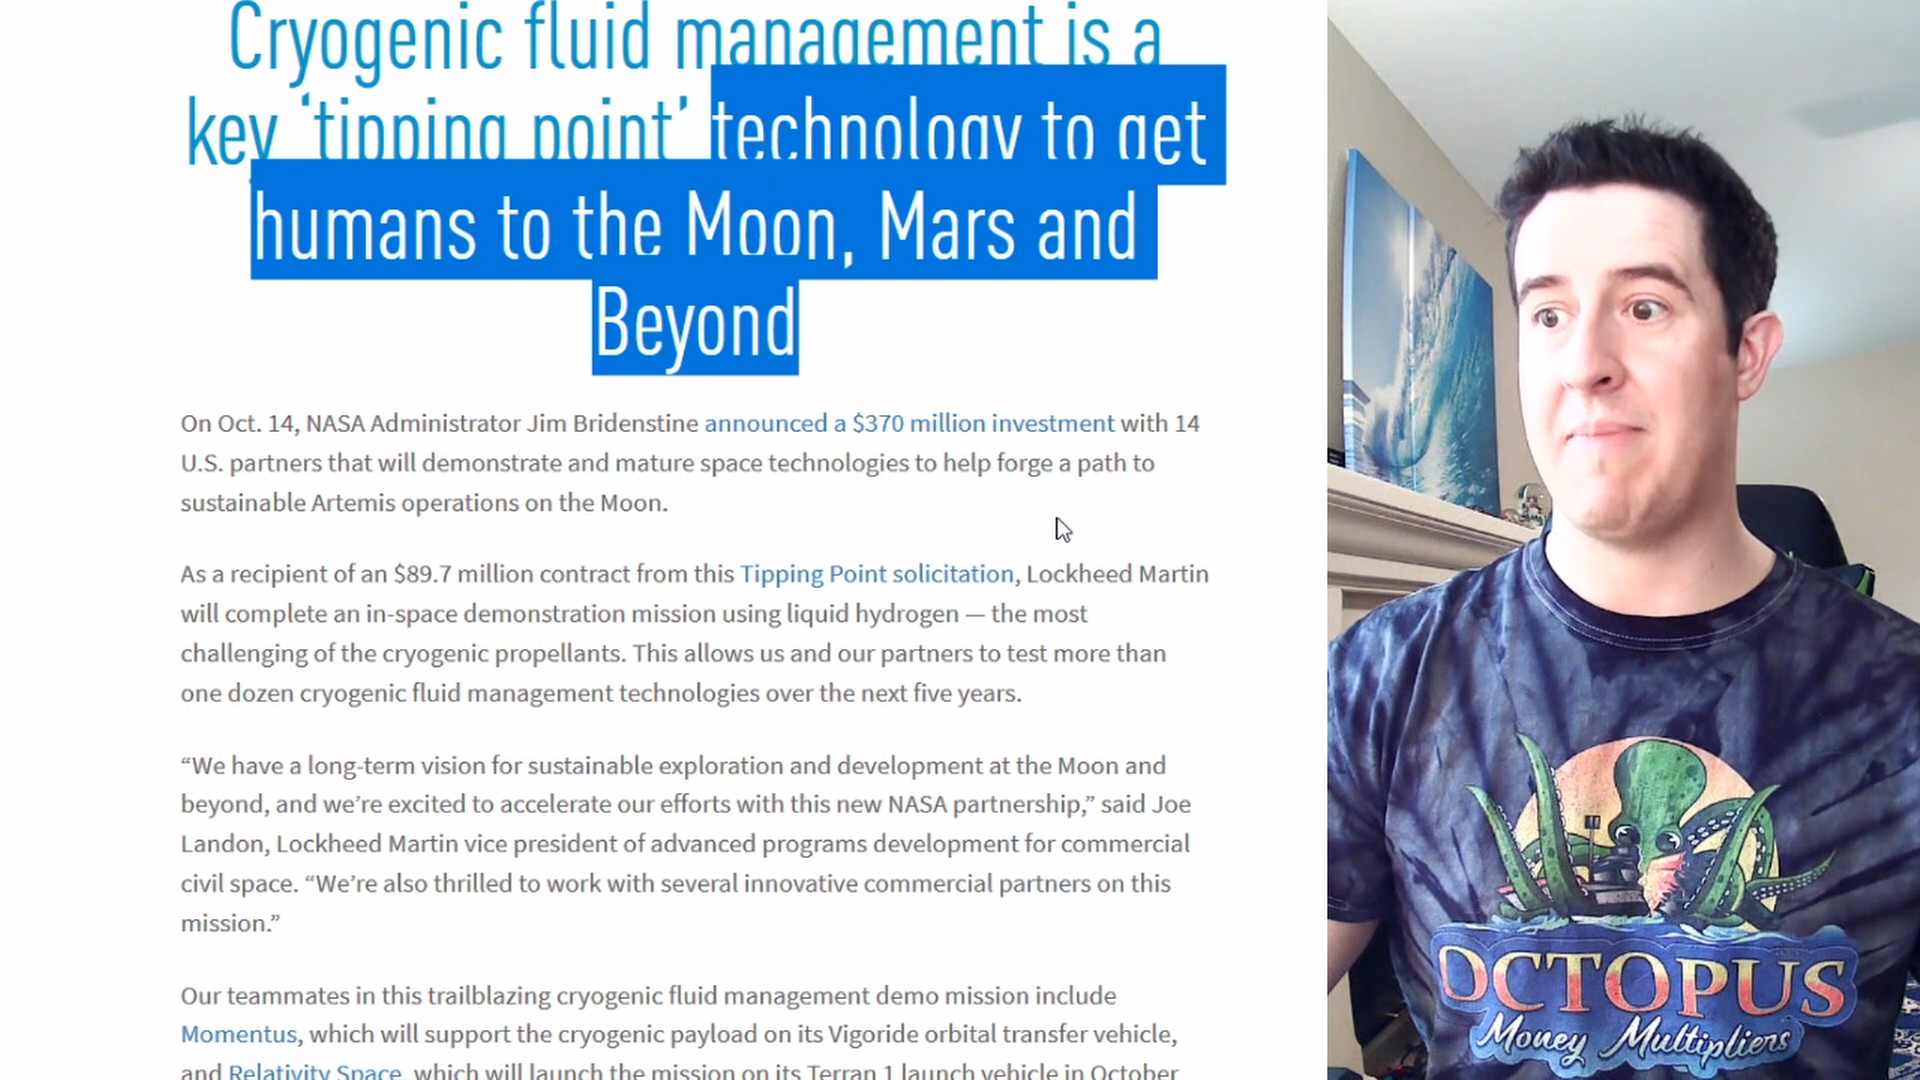 Cryogenic fluid management is a
key ‘tipping point’ technology to get
humans to the Moon, Mars and
Beyond
On Oct. 14, NASA Administrator Jim Bridenstine announced a $370 million investment with 14
U.S. partners that will demonstrate and mature space technologies to help forge a path to
sustainable Artemis operations on the Moon.
As a recipient of an $89.7 million contract from this Tipping Point solicitation, Lockheed Martin
will complete an in-space demonstration mission using liquid hydrogen — the most
challenging of the cryogenic propellants. This allows us and our partners to test more than
one dozen cryogenic fluid management technologies over the next five years.
“We have a long-term vision for sustainable exploration and development at the Moon and
beyond, and we’re excited to accelerate our efforts with this new NASA partnership,” said Joe
Landon, Lockheed Martin vice president of advanced programs development for commercial
civil space. “We’re also thrilled to work with several innovative commercial partners on this
mission.”
Our teammates in this trailblazing cryogenic fluid management demo mission include
Momentus, which will support the cryogenic payload on its Vigoride orbital transfer vehicle,
and Relativity Space, which will launch the mission on its Terran 1 launch vehicle in October
OCTOPUS
Money Multipliers